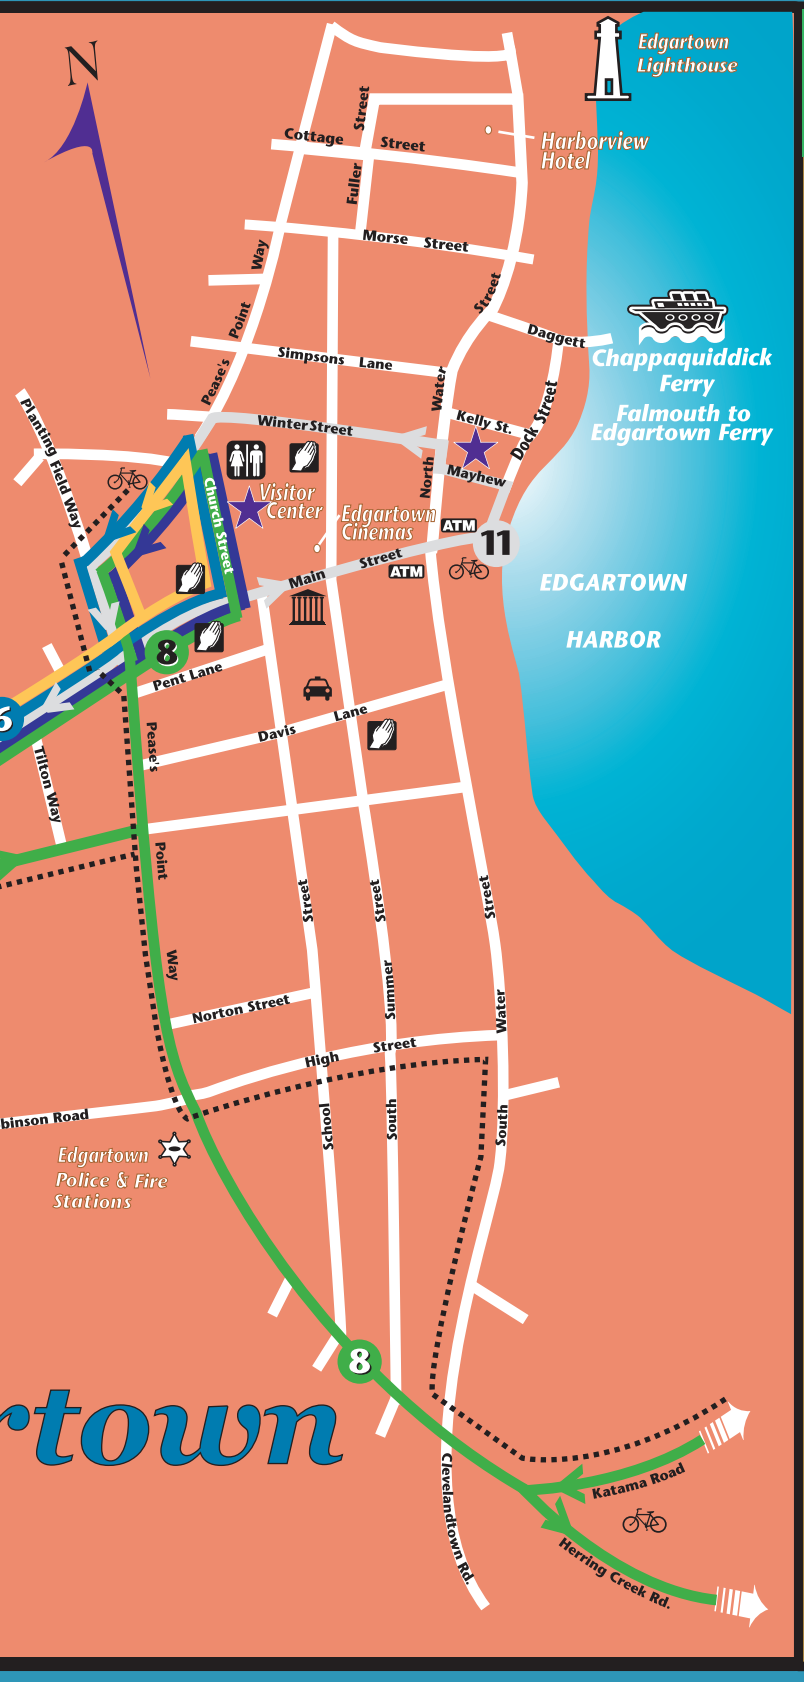 N
Edgartown
Lighthouse
Street
Cottage Street
Harborview
Hotel
Fuller
Morse Street
Way
Street
Point
Daggett
Chappaquiddick
Ferry
Falmouth to
Edgartown Ferry
Simpsons Lane
Pease's
Water
Dock Street
Planting Field Way
Winter Street
Kelly St.
North
Mayhew
Church Street
Visitor
Center
Edgartown
Cinemas
ATM
11
Main Street
ATM
EDGARTOWN
HARBOR
8
Pent Lane
6
Pease's
Davis Lane
Tilton Way
Point
Street
Street
Street
Way
Summer
Water
Norton Street
High Street
binson Road
School
South
South
Edgartown
Police & Fire
Stations
8
rtown
Clevelandtown Rd.
Katama Road
Herring Creek Rd.